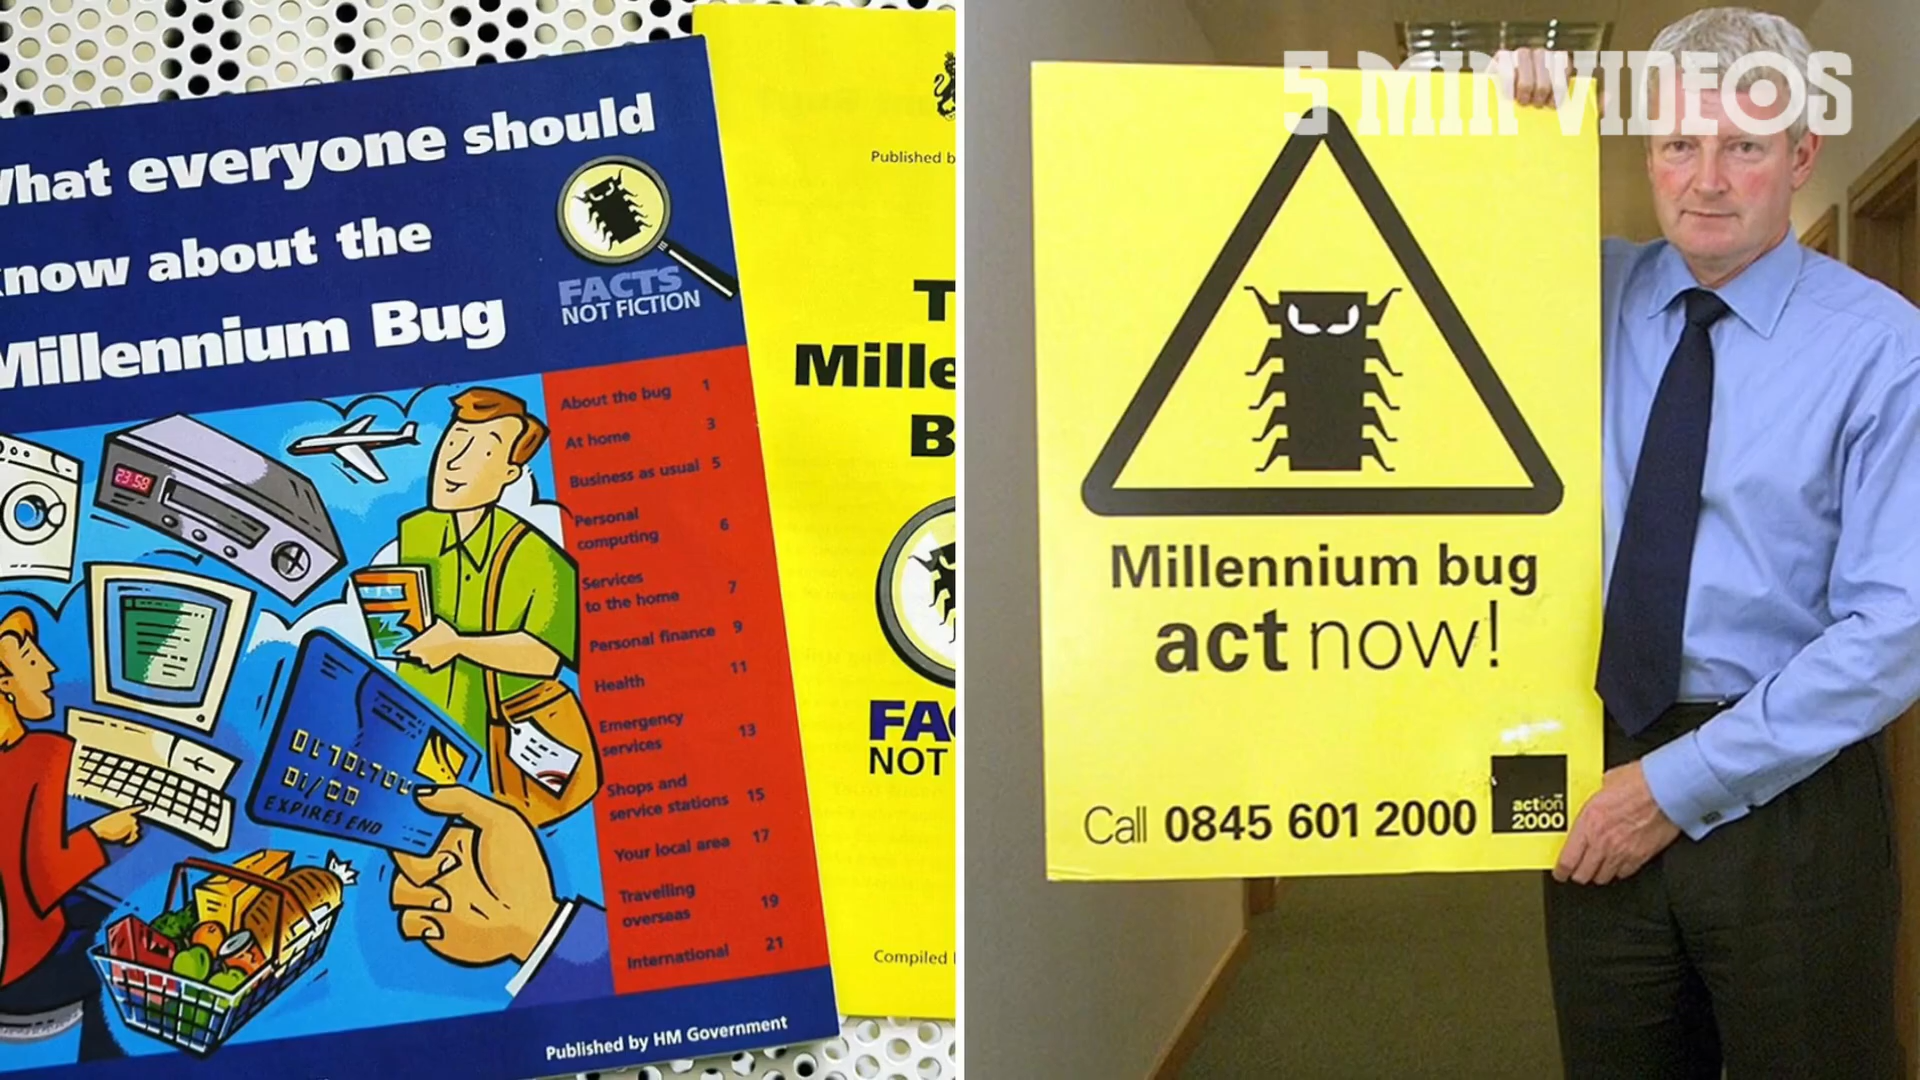 What everyone should
know about the
Millennium Bug
FACTS
NOT FICTION
About the bug 1
At home 3
Business as usual 5
Personal
computing 6
Services
to the home 7
Personal finance 9
Health 11
Emergency
services 13
Shops and
service stations 15
Your local area 17
Travelling
overseas 19
International 21
23:58
01/00
EXPIRES END
Published by HM Government
Published b
T
Mille
B
FA
NOT
Compiled
5 MIN VIDEOS
Millennium bug
act now!
Call 0845 601 2000
action
2000